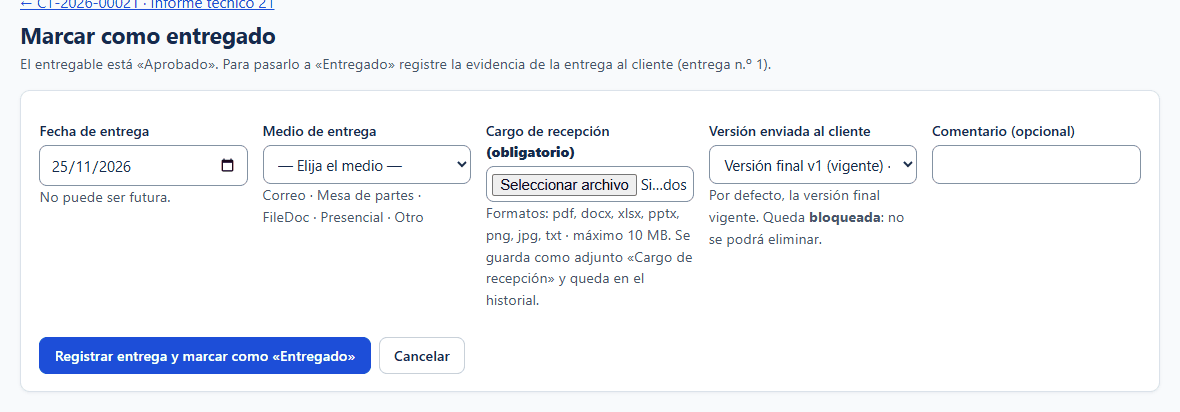 ← CT-2026-00021 · Informe técnico 21
Marcar como entregado
El entregable está «Aprobado». Para pasarlo a «Entregado» registre la evidencia de la entrega al cliente (entrega n.º 1).
Fecha de entrega
25/11/2026
No puede ser futura.
Medio de entrega
— Elija el medio —
Correo · Mesa de partes ·
FileDoc · Presencial · Otro
Cargo de recepción
(obligatorio)
Seleccionar archivo Si...dos
Formatos: pdf, docx, xlsx, pptx,
png, jpg, txt · máximo 10 MB. Se
guarda como adjunto «Cargo de
recepción» y queda en el
historial.
Versión enviada al cliente
Versión final v1 (vigente) ·
Por defecto, la versión final
vigente. Queda bloqueada: no
se podrá eliminar.
Comentario (opcional)
Registrar entrega y marcar como «Entregado»
Cancelar